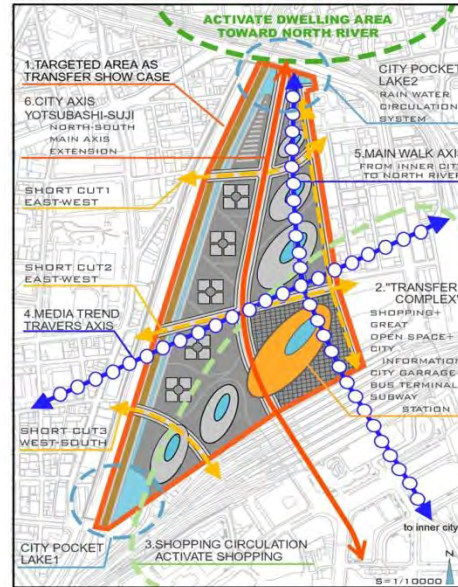 ACTIVATE DWELLING AREA
TOWARD NORTH RIVER
1.TARGETED AREA AS
TRANSFER SHOW CASE
6.CITY AXIS
YOTSUBASHI-SUJI
NORTH-SOUTH
MAIN AXIS
EXTENSION
CITY POCKET
LAKE2
RAIN WATER
CIRCULATION
SYSTEM
5.MAIN WALK AXIS
FROM INNER CITY
TO NORTH RIVER
SHORT CUT1
EAST-WEST
SHORT CUT2
EAST-WEST
4.MEDIA TREND
TRAVERS AXIS
2."TRANSFER
COMPLEX"
SHOPPING+
GREAT
OPEN SPACE+
CITY
INFORMATION
CITY GARRAGE
BUS TERMINAL
SUBWAY
STATION
SHORT CUT3
WEST-SOUTH
CITY POCKET
LAKE1
3.SHOPPING CIRCULATION
ACTIVATE SHOPPING
to inner city
N
S=1/10000